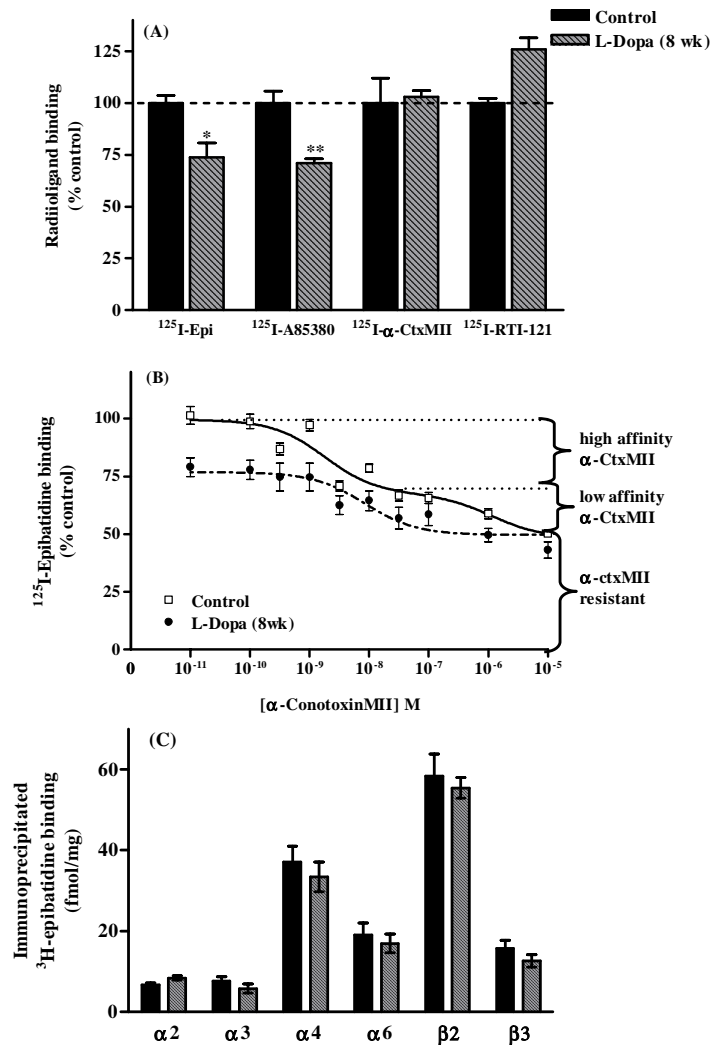 Control
L-Dopa (8 wk)
(A)
Radiioligand binding
(% control)
125
100
75
50
25
0
*
**
¹²⁵I-Epi
¹²⁵I-A85380
¹²⁵I-α-CtxMII
¹²⁵I-RTI-121
(B)
¹²⁵I-Epibatidine binding
(% control)
100
75
50
25
0
high affinity
α-CtxMII
low affinity
α-CtxMII
α-ctxMII
resistant
Control
L-Dopa (8wk)
0
10⁻¹¹
10⁻¹⁰
10⁻⁹
10⁻⁸
10⁻⁷
10⁻⁶
10⁻⁵
[α-ConotoxinMII] M
(C)
Immunoprecipitated
³H-epibatidine binding
(fmol/mg)
60
40
20
0
α2
α3
α4
α6
β2
β3